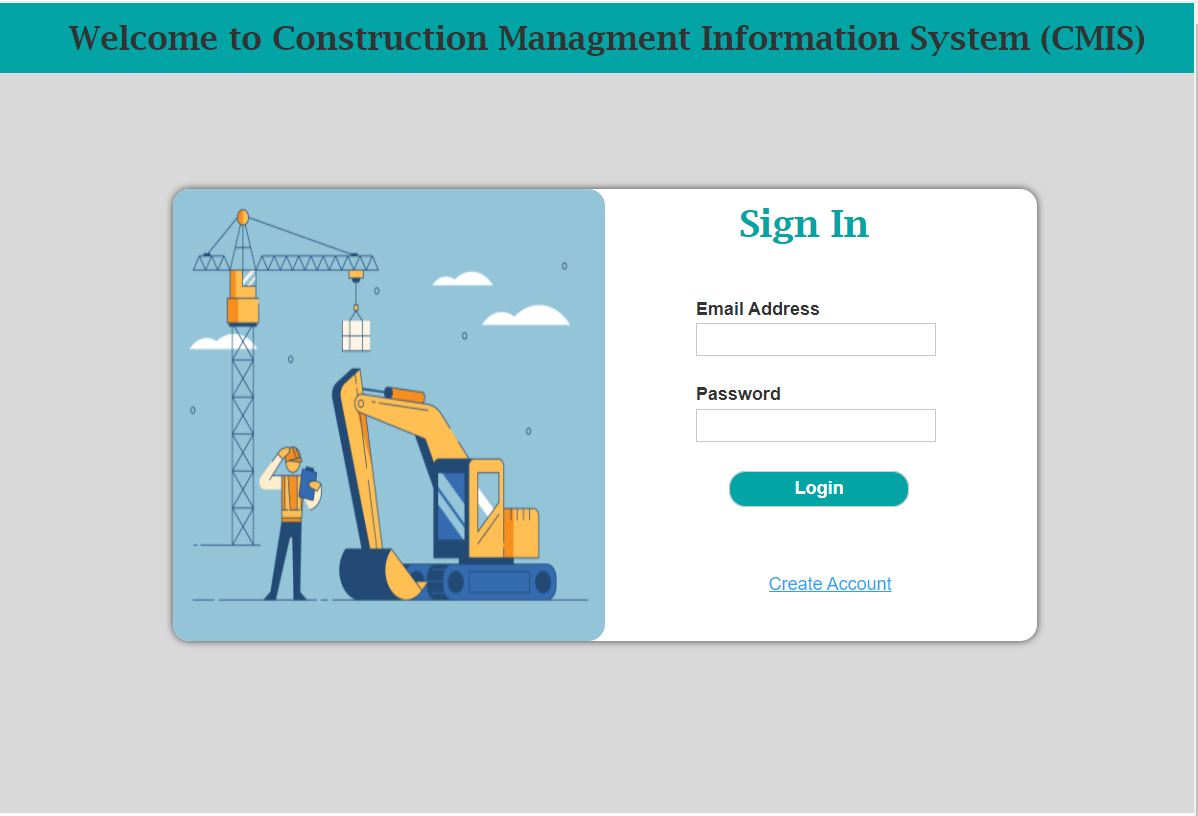 Welcome to Construction Managment Information System (CMIS)
Sign In
Email Address
Password
Login
Create Account